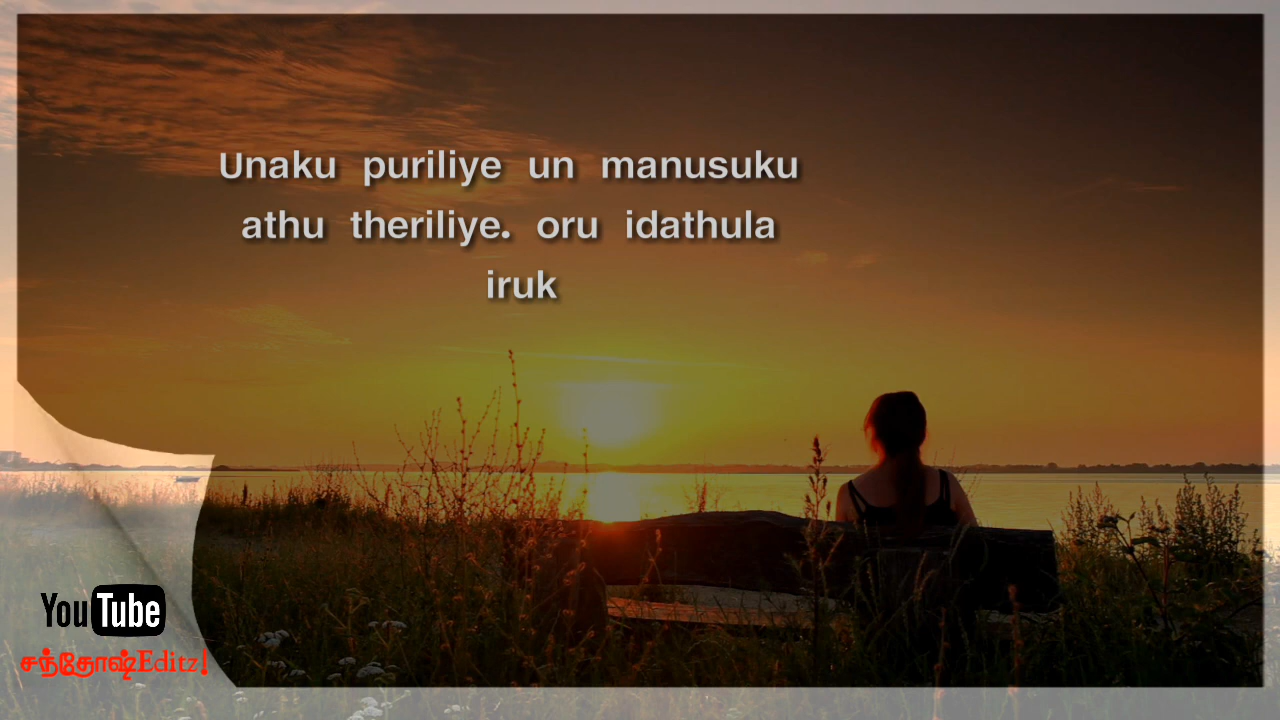 Unaku puriliye un manusuku
athu theriliye. oru idathula
iruk
YouTube
சந்தோஷ்Editz!